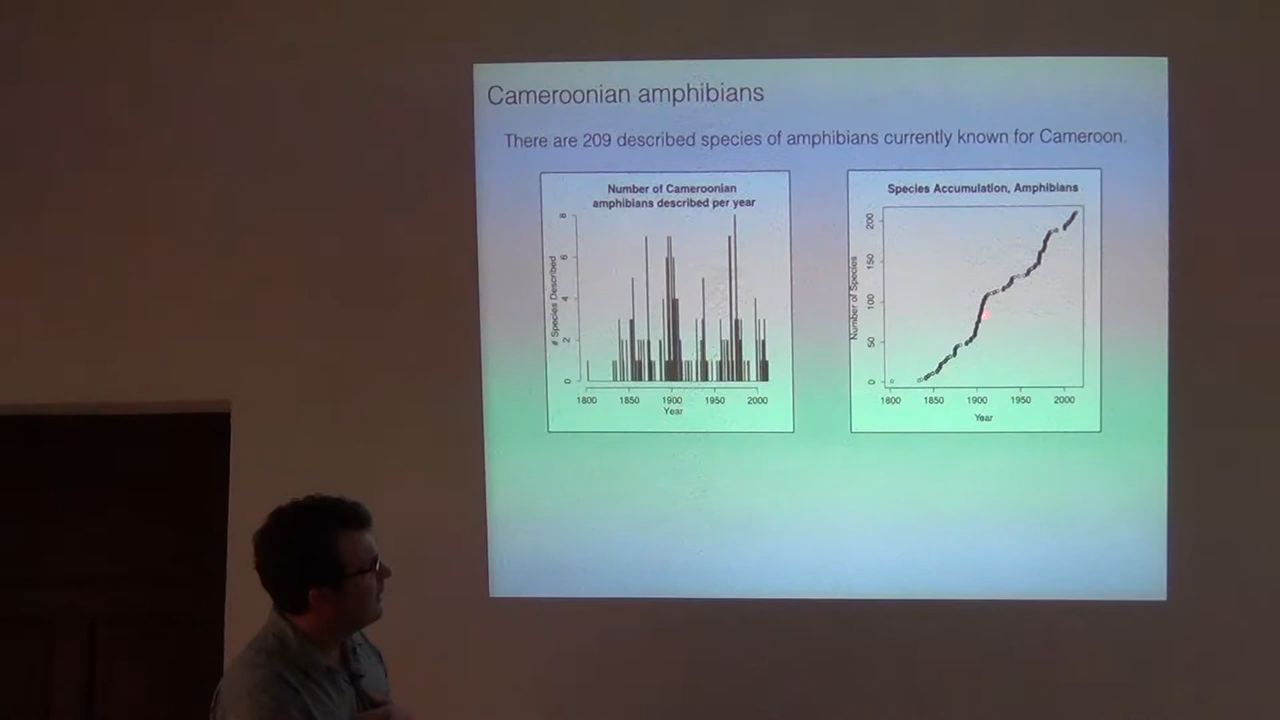 Cameroonian amphibians
There are 209 described species of amphibians currently known for Cameroon.
Number of Cameroonian
amphibians described per year
# Species Described
8
6
4
2
0
1800 1850 1900 1950 2000
Year
Species Accumulation, Amphibians
Number of Species
200
150
100
50
0
1800 1850 1900 1950 2000
Year